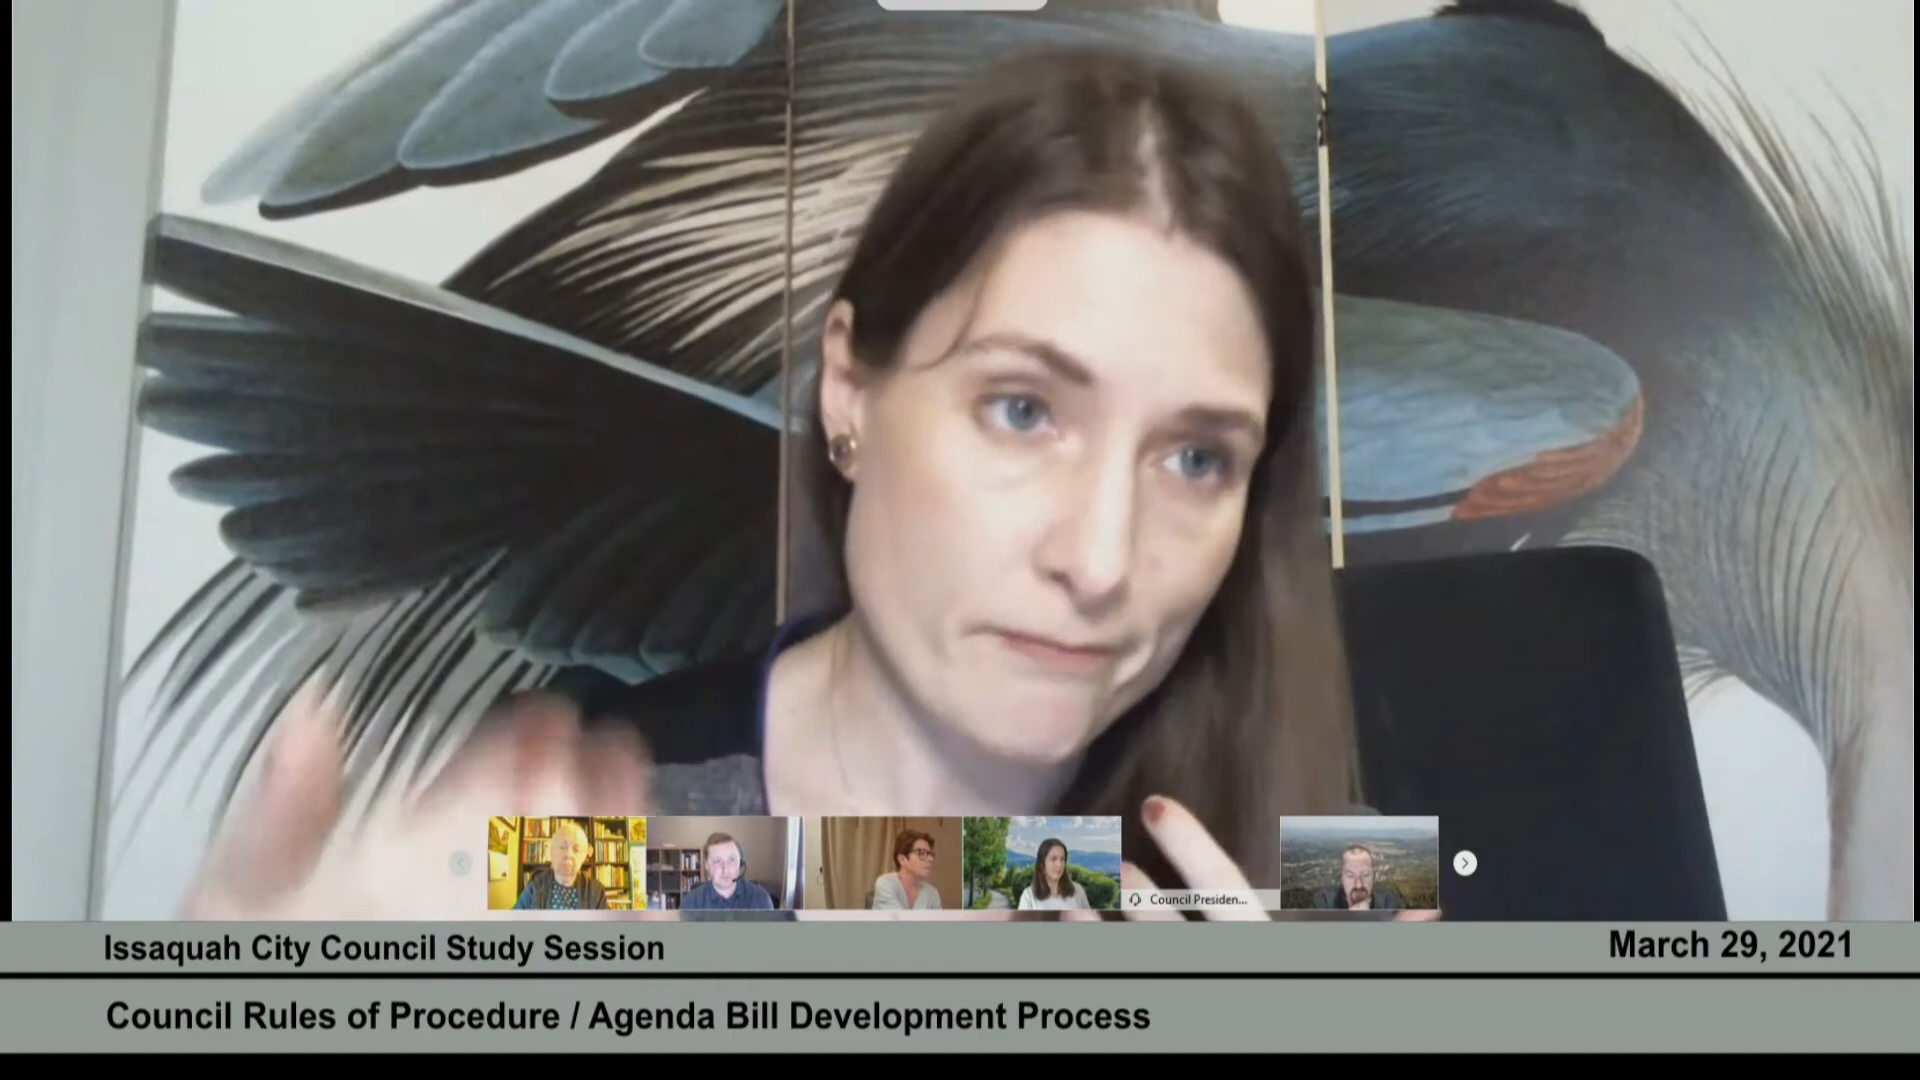 Council Presiden...
Issaquah City Council Study Session
March 29, 2021
Council Rules of Procedure / Agenda Bill Development Process